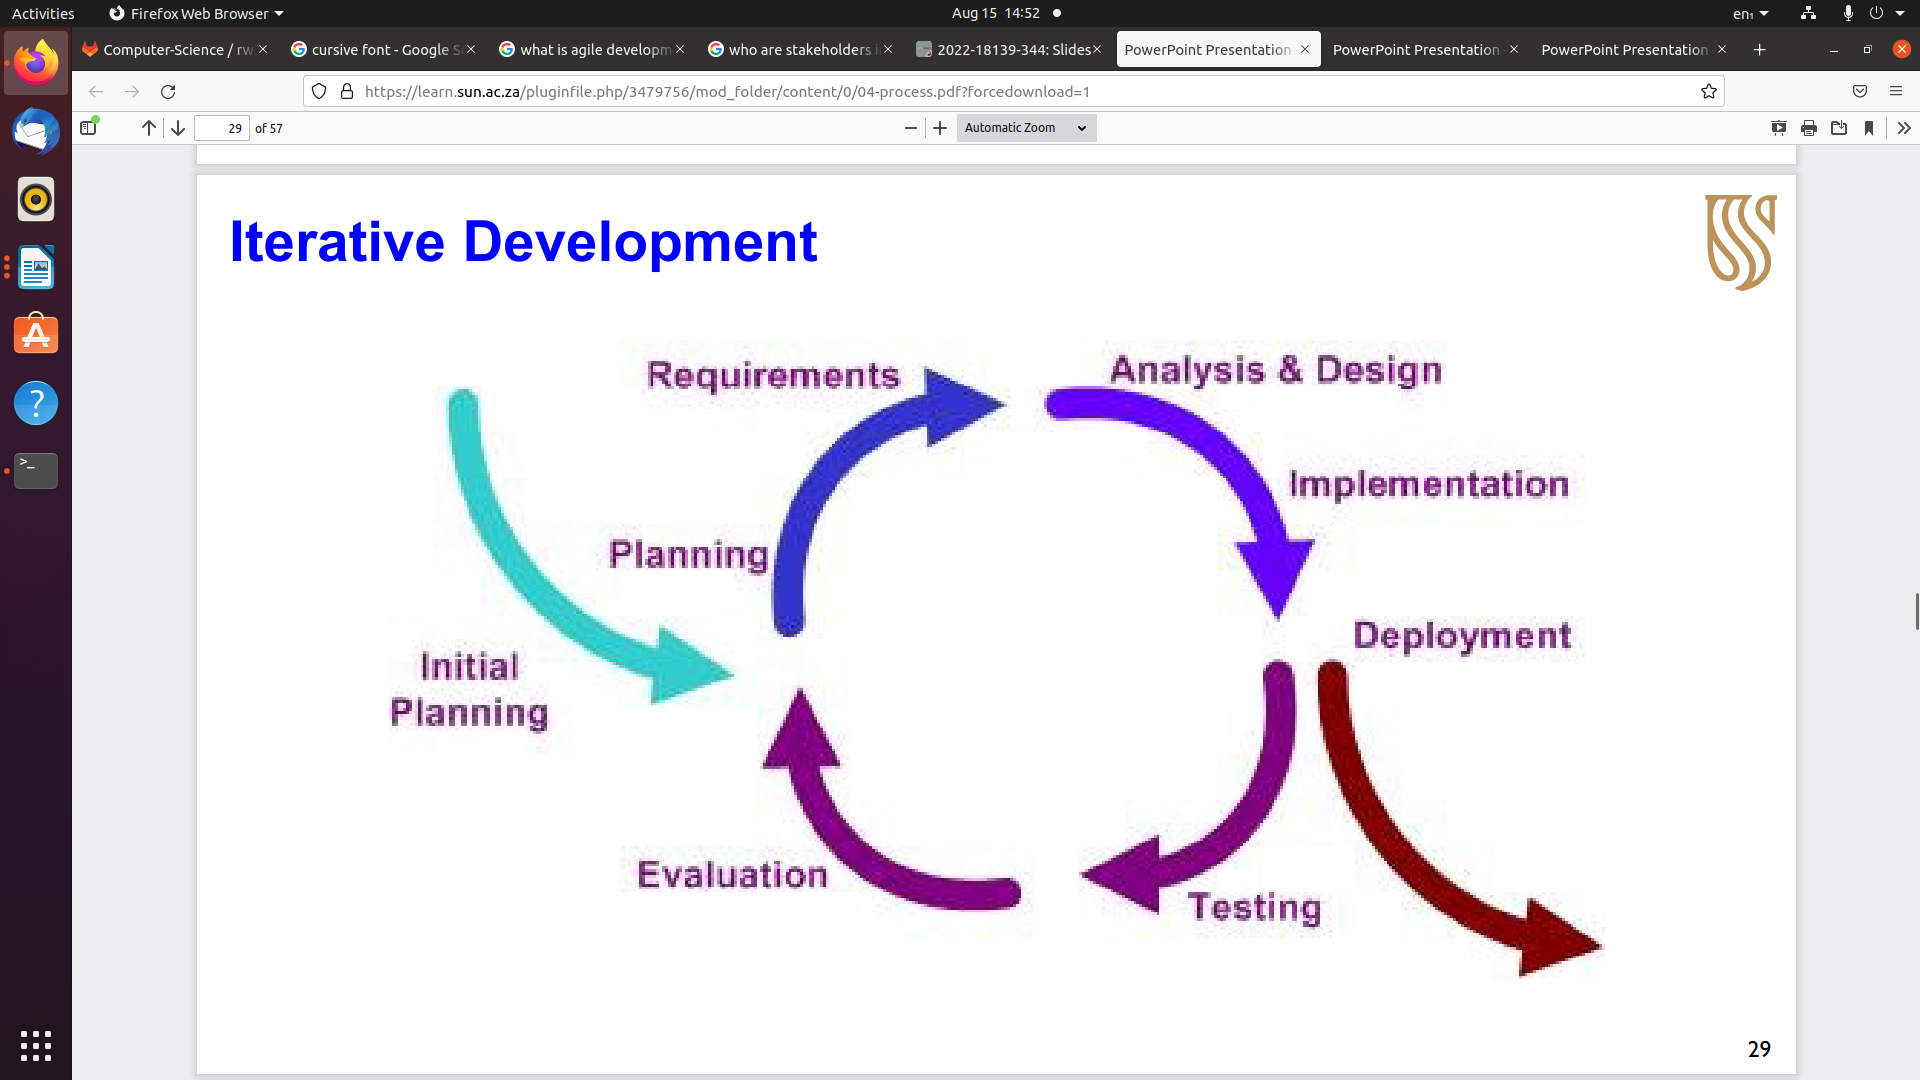 Activities
Firefox Web Browser
Aug 15 14:52
en₁
Computer-Science / rw
cursive font - Google S
what is agile developm
who are stakeholders i
2022-18139-344: Slides
PowerPoint Presentation
PowerPoint Presentation
PowerPoint Presentation
https://learn.sun.ac.za/pluginfile.php/3479756/mod_folder/content/0/04-process.pdf?forcedownload=1
29 of 57
Automatic Zoom
Iterative Development
Requirements
Analysis & Design
Implementation
Planning
Deployment
Initial
Planning
Evaluation
Testing
29